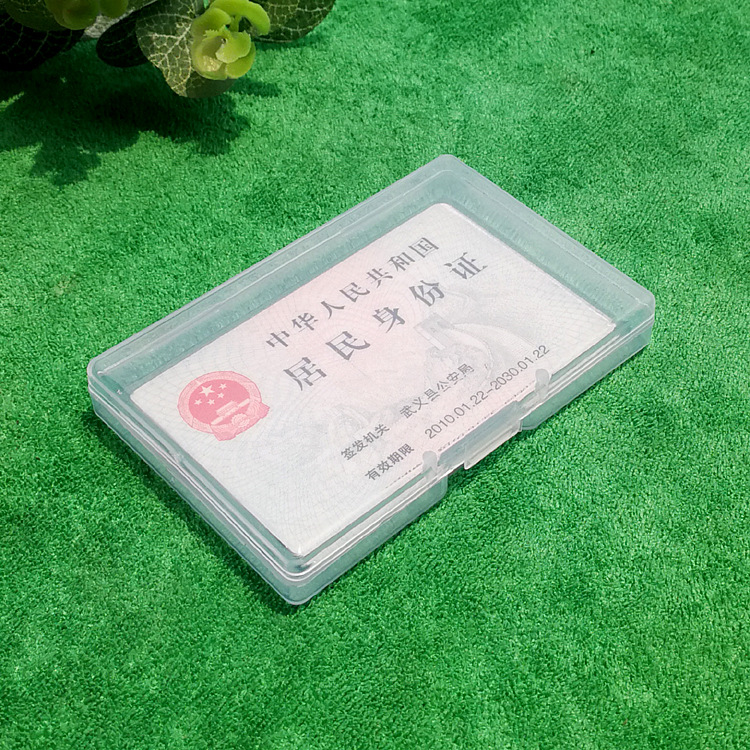 中华人民共和国
居民身份证
签发机关 武义县公安局
有效期限 2010.01.22-2030.01.22